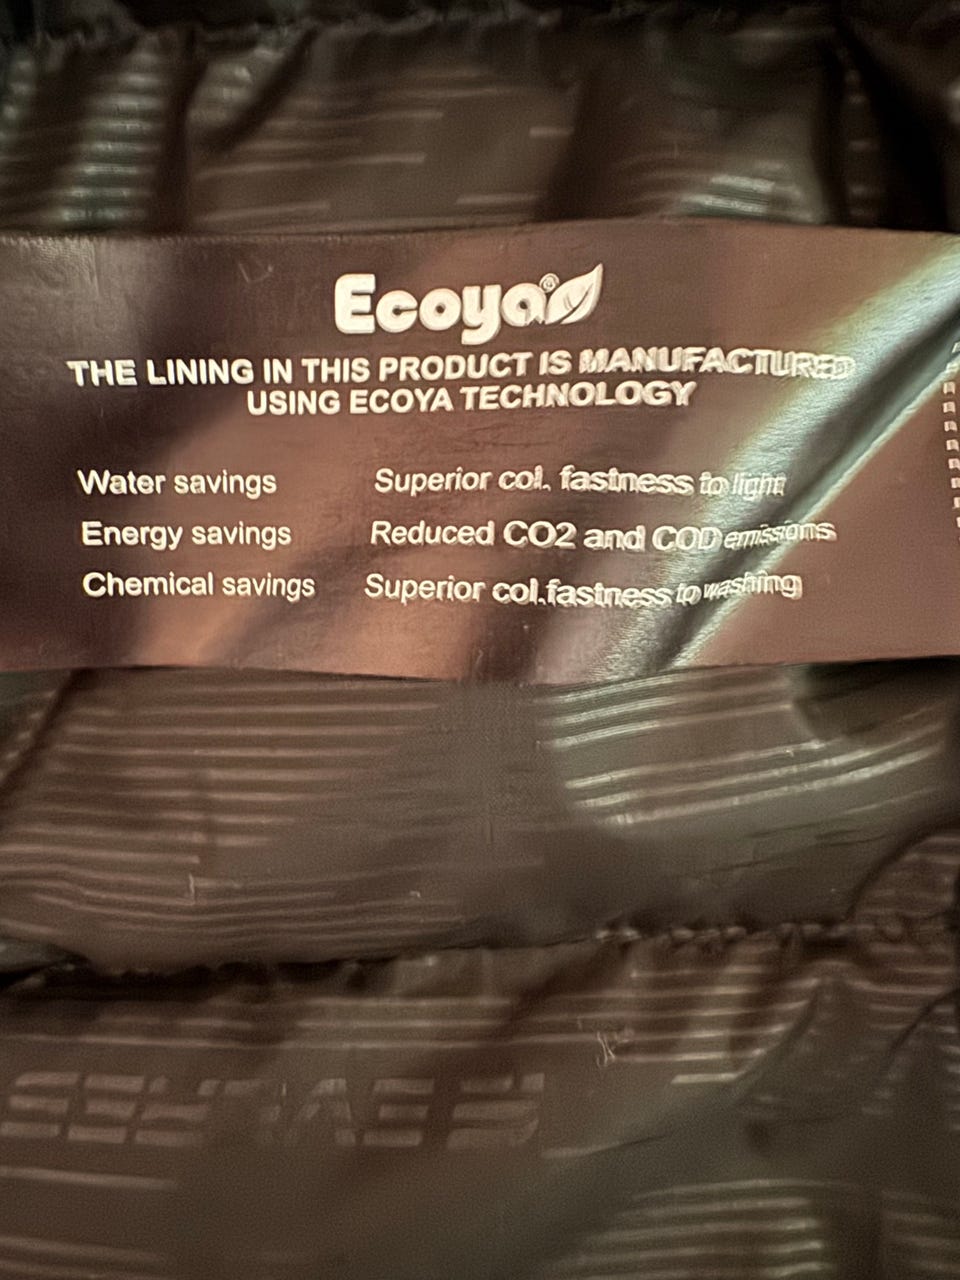 Ecoya®
THE LINING IN THIS PRODUCT IS MANUFACTURED
USING ECOYA TECHNOLOGY
Water savings Superior col. fastness to light
Energy savings Reduced CO2 and COD emissions
Chemical savings Superior col.fastness to washing